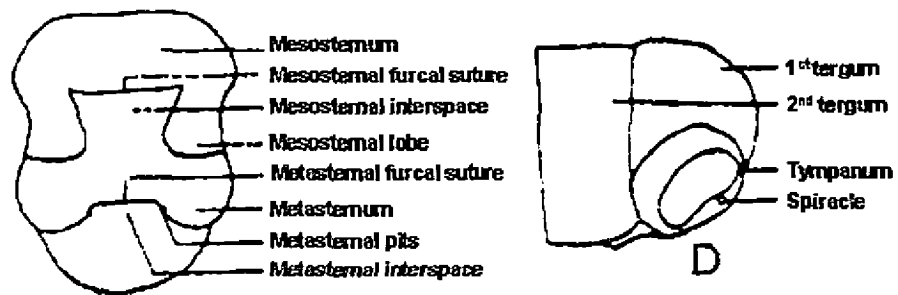 Mesosternum
Mesosternal furcal suture
Mesosternal interspace
Mesosternal lobe
Metasternal furcal suture
Metasternum
Metasternal pits
Metasternal interspace
1ct tergum
2nd tergum
Tympanum
Spiracle
D